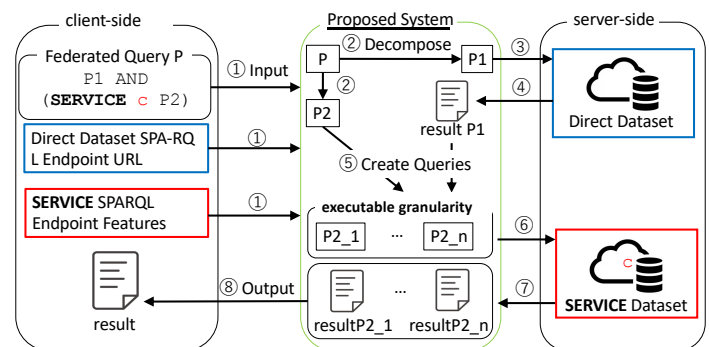 client-side
Federated Query P
P1 AND
(SERVICE c P2)
Direct Dataset SPA-RQ
L Endpoint URL
SERVICE SPARQL
Endpoint Features
result
① Input
①
①
⑧ Output
Proposed System
P
② Decompose
P1
②
P2
result P1
⑤ Create Queries
executable granularity
P2_1
...
P2_n
...
resultP2_1
resultP2_n
③
④
⑥
⑦
server-side
Direct Dataset
c
SERVICE Dataset